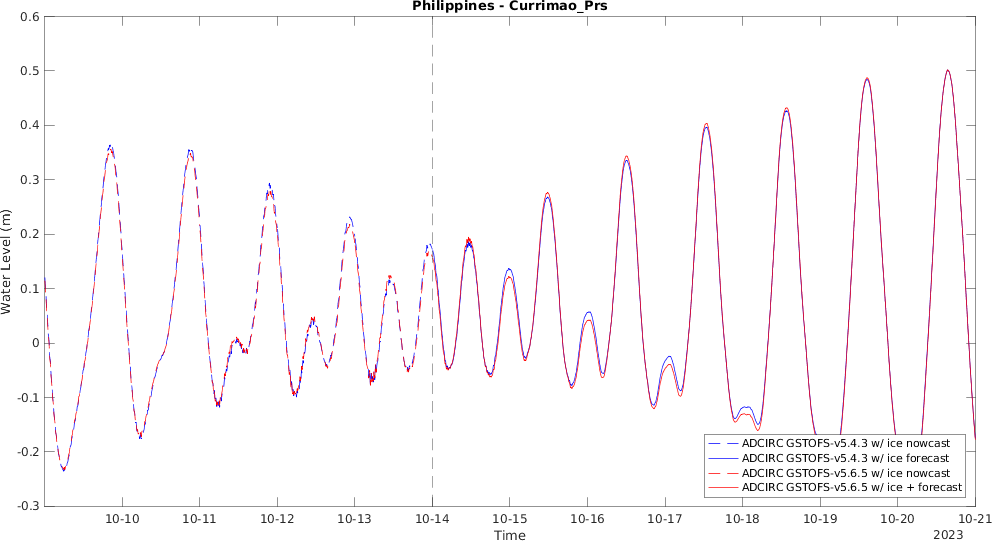 Philippines - Currimao_Prs
0.6
0.5
0.4
0.3
0.2
0.1
0
-0.1
-0.2
-0.3
Water Level (m)
ADCIRC GSTOFS-v5.4.3 w/ ice nowcast
ADCIRC GSTOFS-v5.4.3 w/ ice forecast
ADCIRC GSTOFS-v5.6.5 w/ ice nowcast
ADCIRC GSTOFS-v5.6.5 w/ ice + forecast
10-10 10-11 10-12 10-13 10-14 10-15 10-16 10-17 10-18 10-19 10-20 10-21
Time
2023